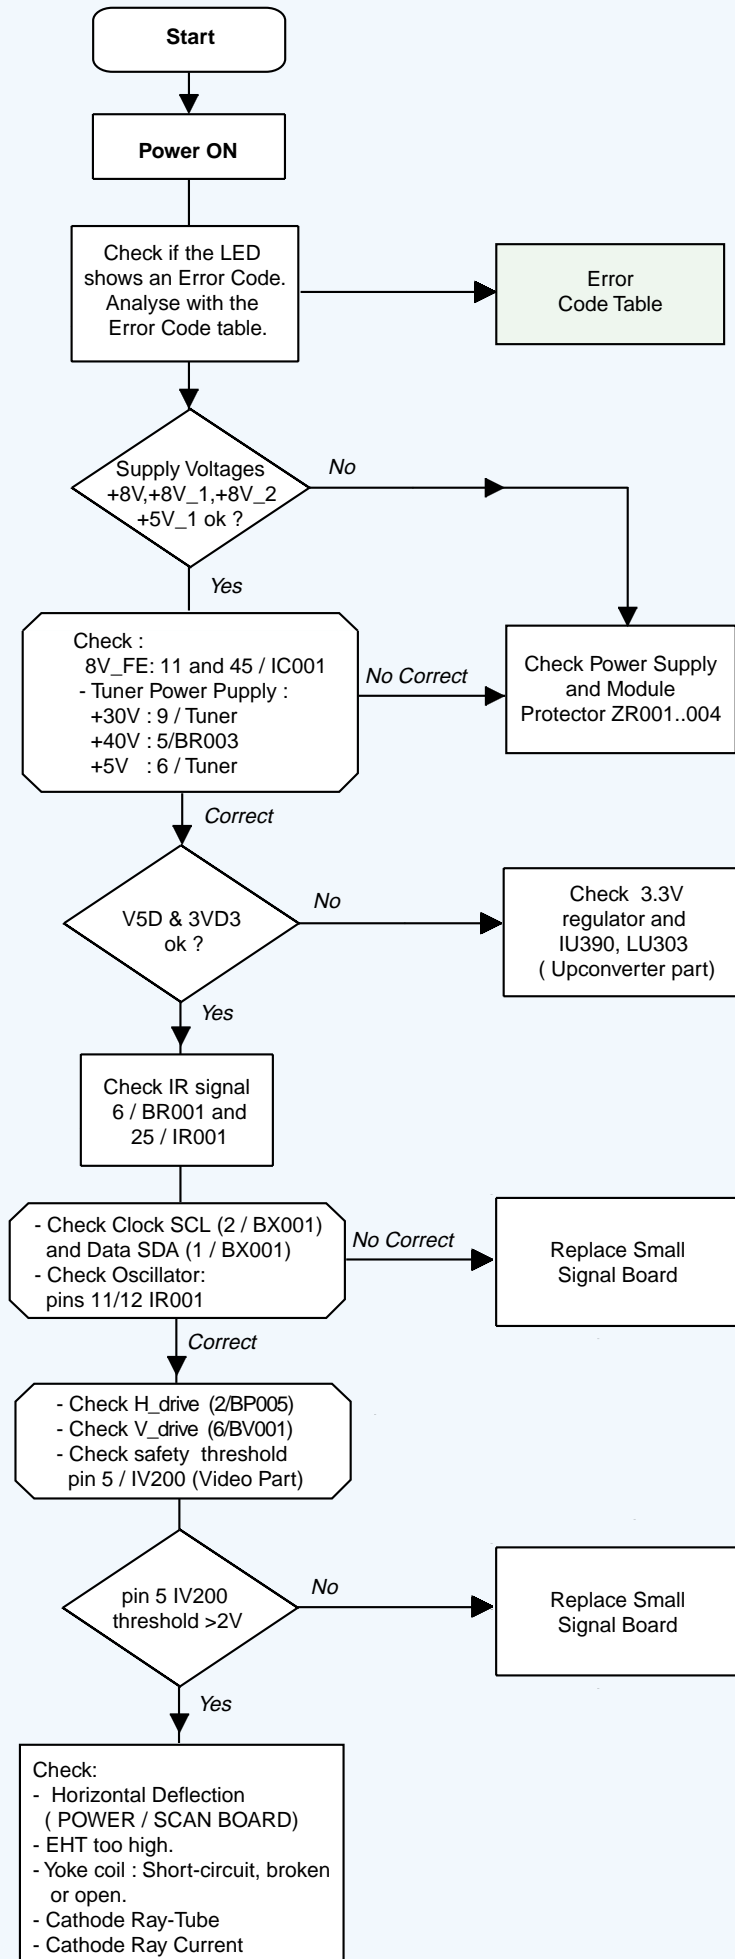 Start
Power ON
Check if the LED
shows an Error Code.
Analyse with the
Error Code table.
Error
Code Table
Supply Voltages
+8V,+8V_1,+8V_2
+5V_1 ok ?
No
Yes
Check :
8V_FE: 11 and 45 / IC001
- Tuner Power Pupply :
+30V : 9 / Tuner
+40V : 5/BR003
+5V : 6 / Tuner
No Correct
Check Power Supply
and Module
Protector ZR001..004
Correct
V5D & 3VD3
ok ?
No
Check 3.3V
regulator and
IU390, LU303
( Upconverter part)
Yes
Check IR signal
6 / BR001 and
25 / IR001
- Check Clock SCL (2 / BX001)
and Data SDA (1 / BX001)
- Check Oscillator:
pins 11/12 IR001
No Correct
Replace Small
Signal Board
Correct
- Check H_drive (2/BP005)
- Check V_drive (6/BV001)
- Check safety threshold
pin 5 / IV200 (Video Part)
pin 5 IV200
threshold >2V
No
Replace Small
Signal Board
Yes
Check:
- Horizontal Deflection
( POWER / SCAN BOARD)
- EHT too high.
- Yoke coil : Short-circuit, broken
or open.
- Cathode Ray-Tube
- Cathode Ray Current